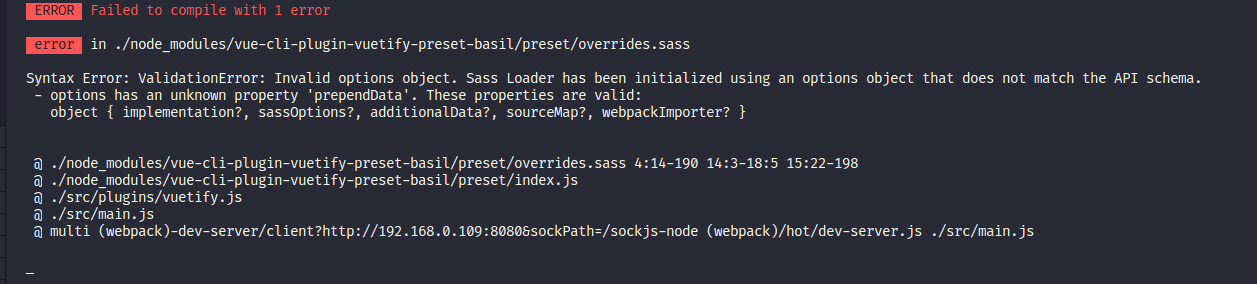 ERROR Failed to compile with 1 error
error in ./node_modules/vue-cli-plugin-vuetify-preset-basil/preset/overrides.sass
Syntax Error: ValidationError: Invalid options object. Sass Loader has been initialized using an options object that does not match the API schema.
- options has an unknown property 'prependData'. These properties are valid:
object { implementation?, sassOptions?, additionalData?, sourceMap?, webpackImporter? }
@ ./node_modules/vue-cli-plugin-vuetify-preset-basil/preset/overrides.sass 4:14-190 14:3-18:5 15:22-198
@ ./node_modules/vue-cli-plugin-vuetify-preset-basil/preset/index.js
@ ./src/plugins/vuetify.js
@ ./src/main.js
@ multi (webpack)-dev-server/client?http://192.168.0.109:8080&sockPath=/sockjs-node (webpack)/hot/dev-server.js ./src/main.js